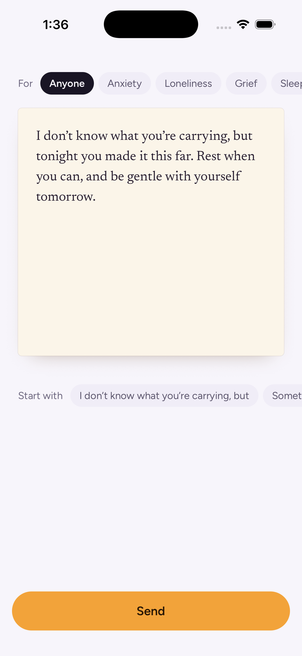 1:36
For Anyone Anxiety Loneliness Grief Sleep
I don’t know what you’re carrying, but
tonight you made it this far. Rest when
you can, and be gentle with yourself
tomorrow.
Start with I don’t know what you’re carrying, but Somet
Send